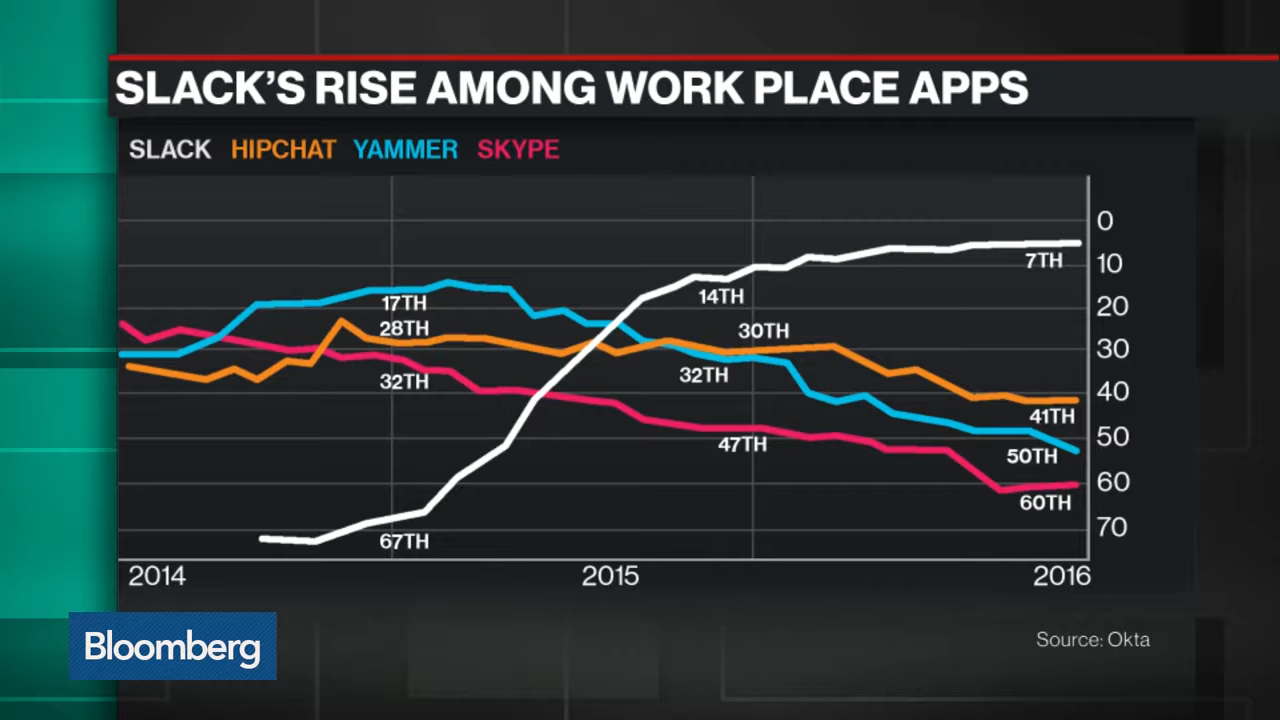 SLACK'S RISE AMONG WORK PLACE APPS
SLACK HIPCHAT YAMMER SKYPE
0
7TH
10
14TH
17TH
20
28TH
30TH
30
32TH
32TH
40
41TH
47TH
50
50TH
60
60TH
70
67TH
2014 2015 2016
Source: Okta
Bloomberg